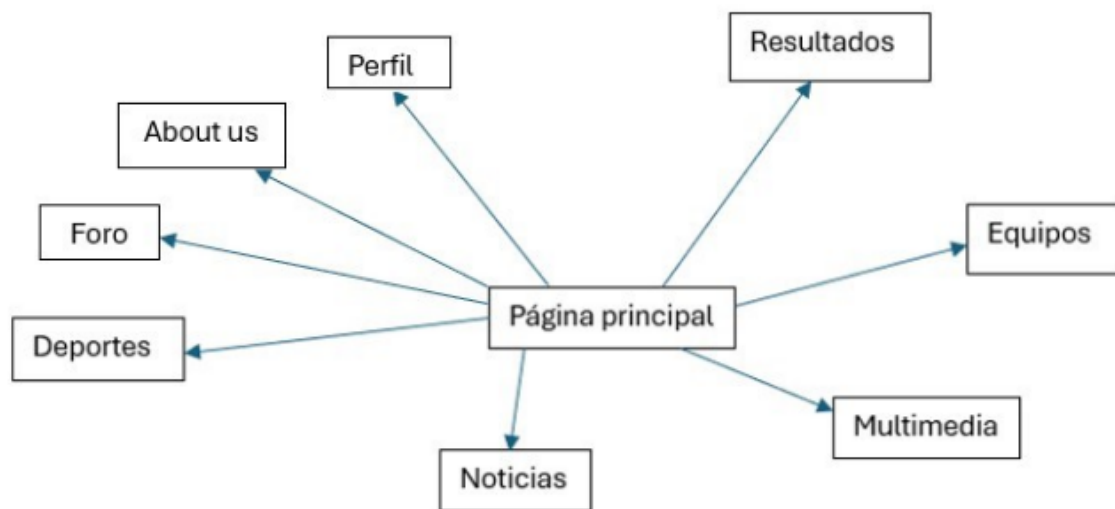 Resultados
Perfil
About us
Foro
Equipos
Página principal
Deportes
Multimedia
Noticias